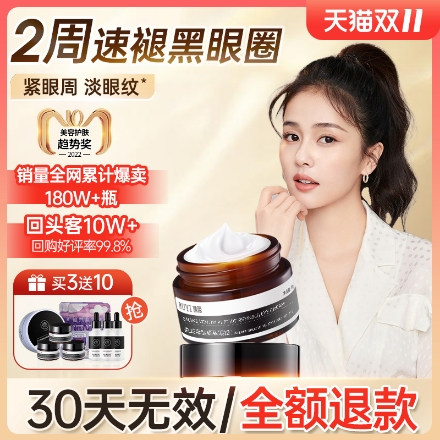 天猫双11
2周速褪黑眼圈
紧眼周 淡眼纹*
美容护肤
趋势奖
2022
销量全网累计爆卖
180W+瓶
回头客10W+
回购好评率99.8%
买3送10
抢
30天无效/全额退款